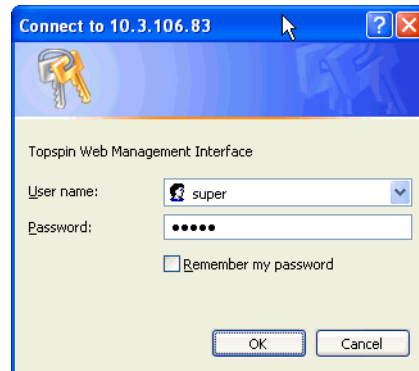 Connect to 10.3.106.83
Topspin Web Management Interface
User name: super
Password: •••••
Remember my password
OK Cancel